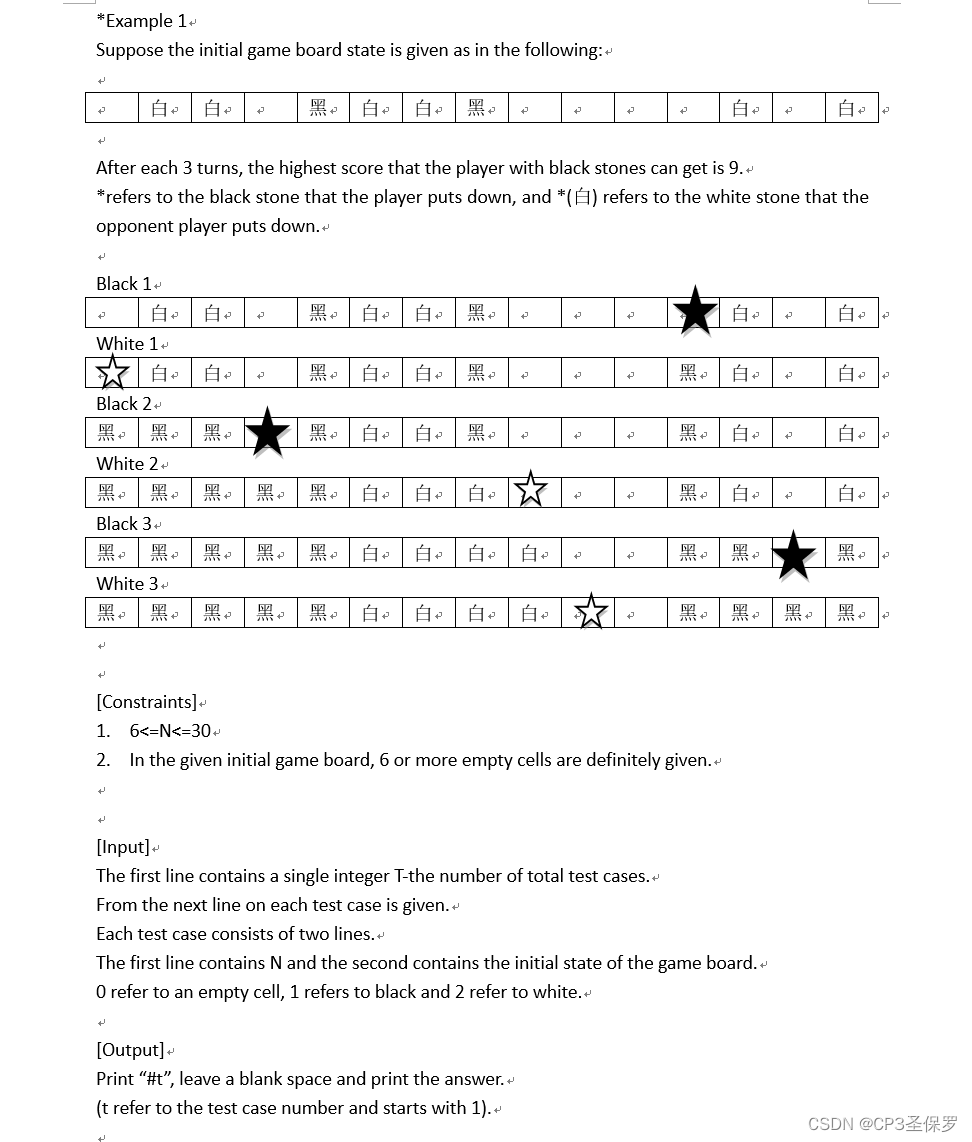 *Example 1
Suppose the initial game board state is given as in the following:
白 白 黑 白 白 黑 白 白
After each 3 turns, the highest score that the player with black stones can get is 9.
*refers to the black stone that the player puts down, and *(白) refers to the white stone that the
opponent player puts down.
Black 1
白 白 黑 白 白 黑 ★ 白 白
White 1
☆ 白 白 黑 白 白 黑 黑 白 白
Black 2
黑 黑 黑 ★ 黑 白 白 黑 黑 白 白
White 2
黑 黑 黑 黑 黑 白 白 白 ☆ 黑 白 白
Black 3
黑 黑 黑 黑 黑 白 白 白 白 黑 黑 ★ 黑
White 3
黑 黑 黑 黑 黑 白 白 白 白 ☆ 黑 黑 黑 黑
[Constraints]
1. 6<=N<=30
2. In the given initial game board, 6 or more empty cells are definitely given.
[Input]
The first line contains a single integer T-the number of total test cases.
From the next line on each test case is given.
Each test case consists of two lines.
The first line contains N and the second contains the initial state of the game board.
0 refer to an empty cell, 1 refers to black and 2 refer to white.
[Output]
Print “#t”, leave a blank space and print the answer.
(t refer to the test case number and starts with 1).
CSDN @CP3圣保罗